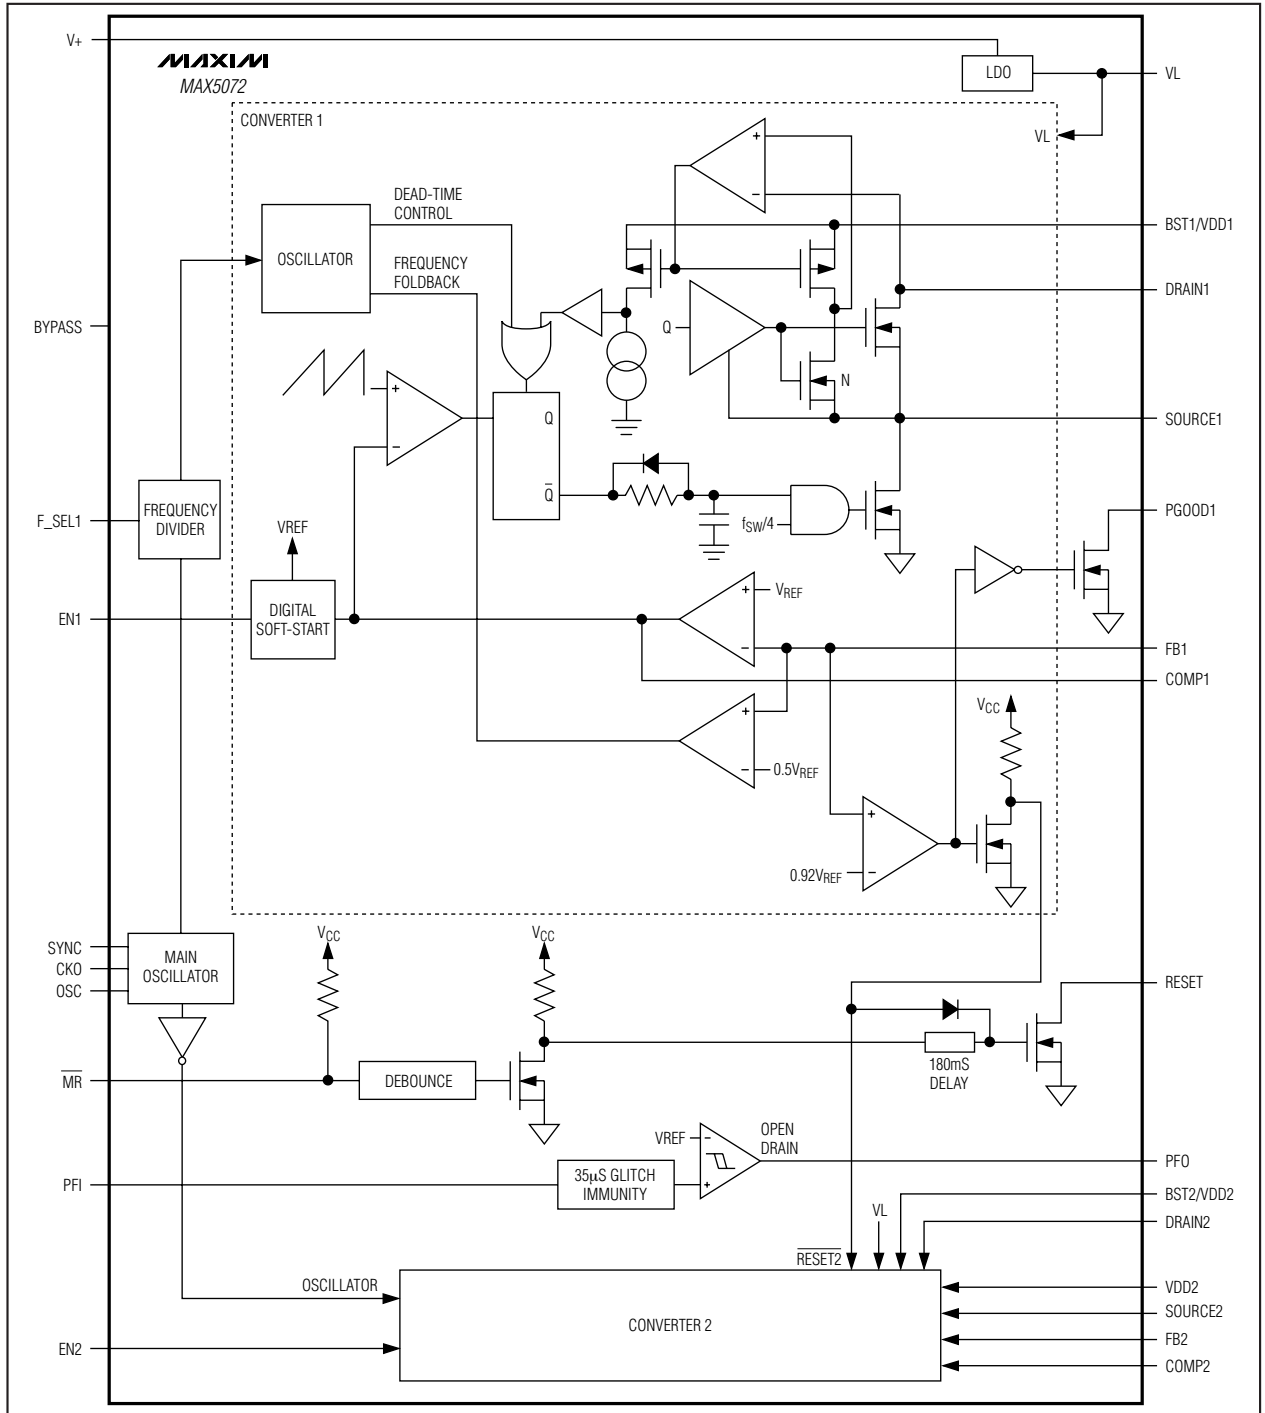 V+
MAXIM
MAX5072
LDO
VL
CONVERTER 1
VL
DEAD-TIME
CONTROL
BST1/VDD1
OSCILLATOR
FREQUENCY
FOLDBACK
DRAIN1
BYPASS
Q
N
SOURCE1
Q
Q̅
F_SEL1
FREQUENCY
DIVIDER
VREF
fSW/4
PGOOD1
EN1
DIGITAL
SOFT-START
VREF
FB1
COMP1
VCC
0.5VREF
0.92VREF
SYNC
CKO
OSC
MAIN
OSCILLATOR
VCC
VCC
RESET
M̅R̅
DEBOUNCE
180mS
DELAY
VREF
OPEN
DRAIN
PFO
PFI
35µS GLITCH
IMMUNITY
BST2/VDD2
VL
DRAIN2
R̅E̅S̅E̅T̅2̅
OSCILLATOR
VDD2
SOURCE2
CONVERTER 2
FB2
EN2
COMP2